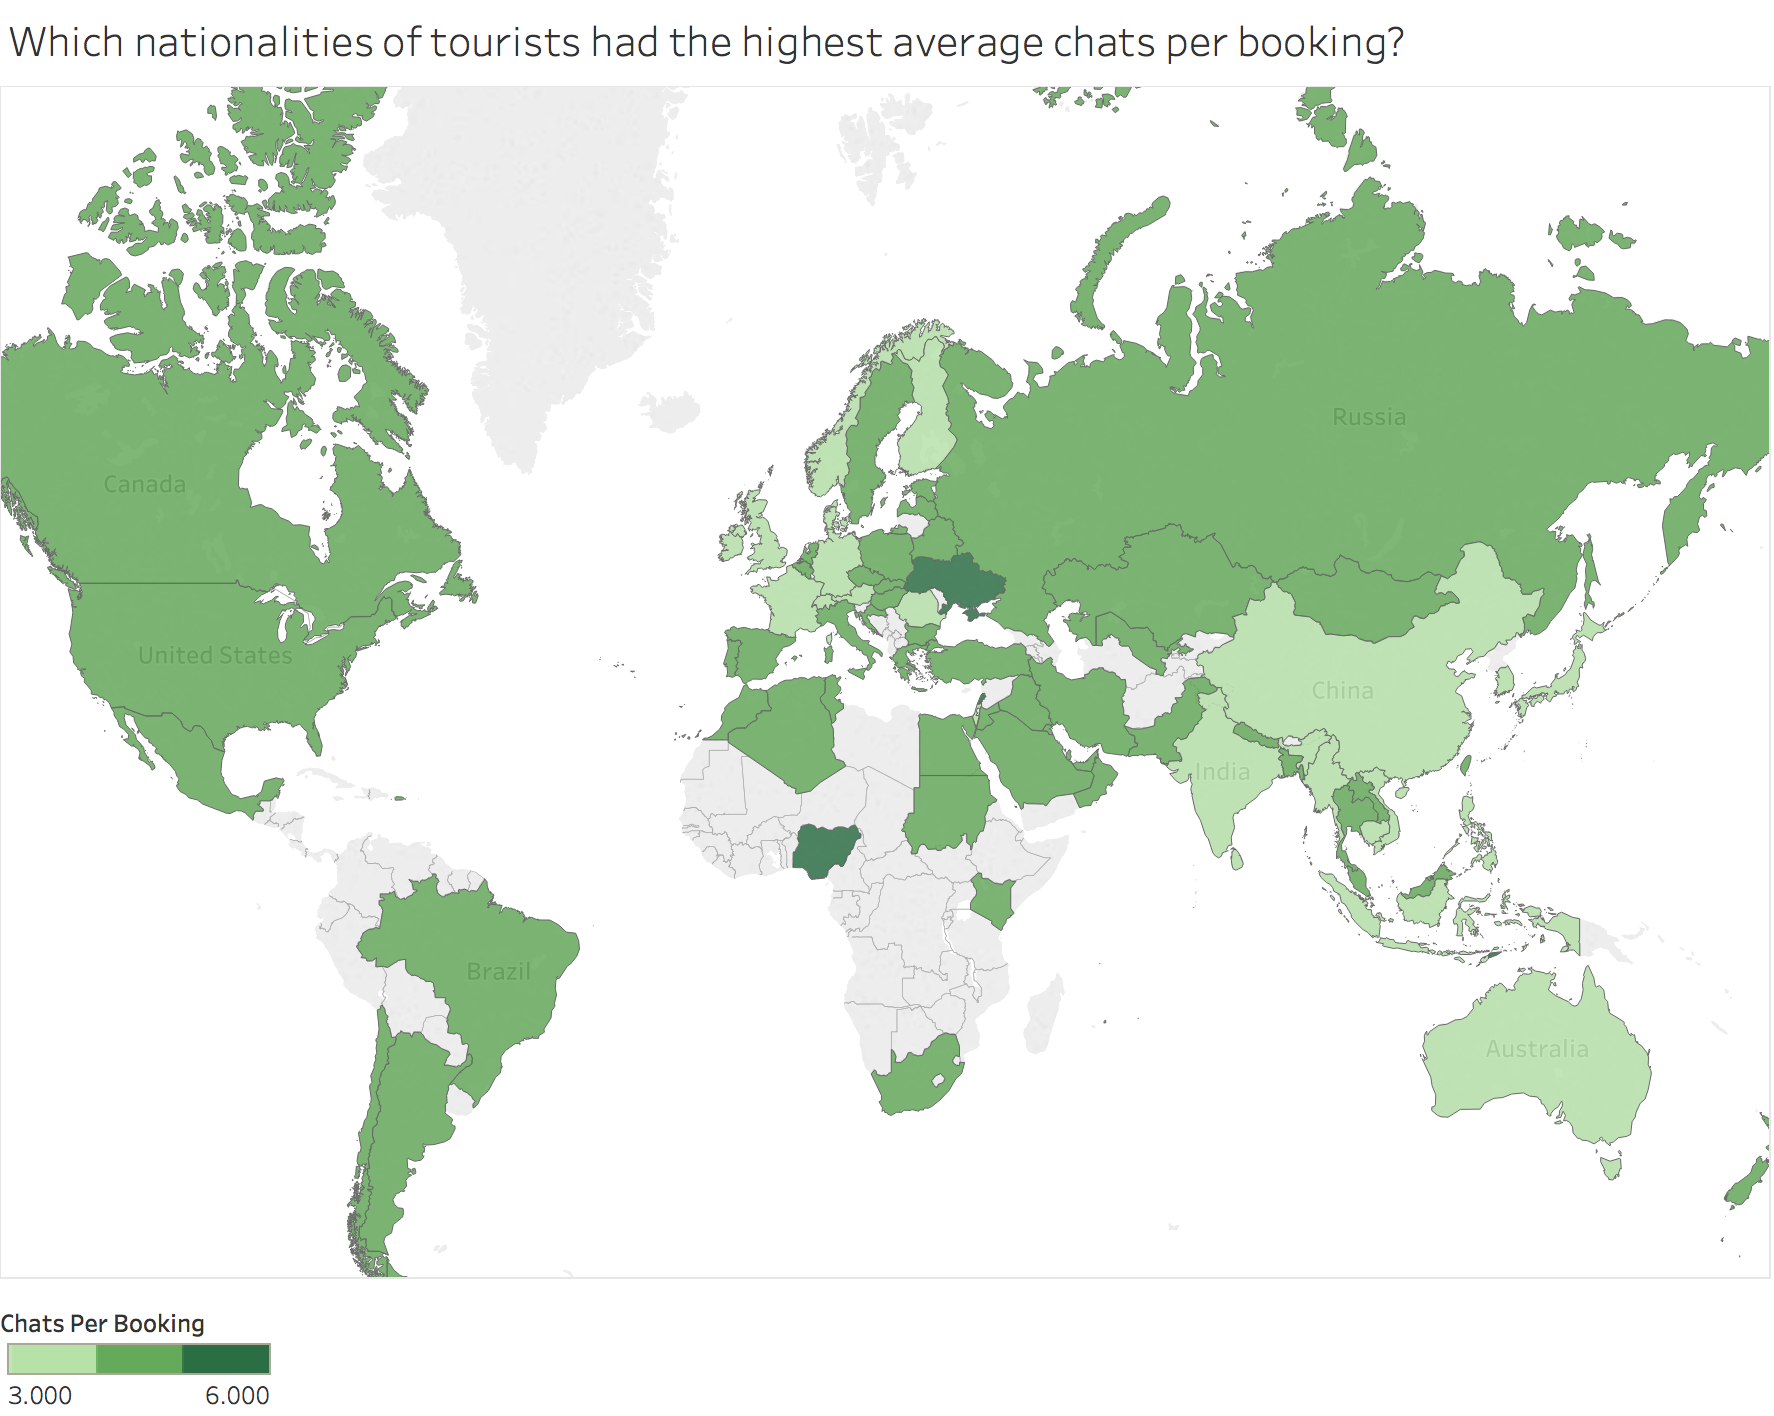 Which nationalities of tourists had the highest average chats per booking?
Russia
Canada
United States
China
India
Brazil
Australia
Chats Per Booking
3.000 6.000